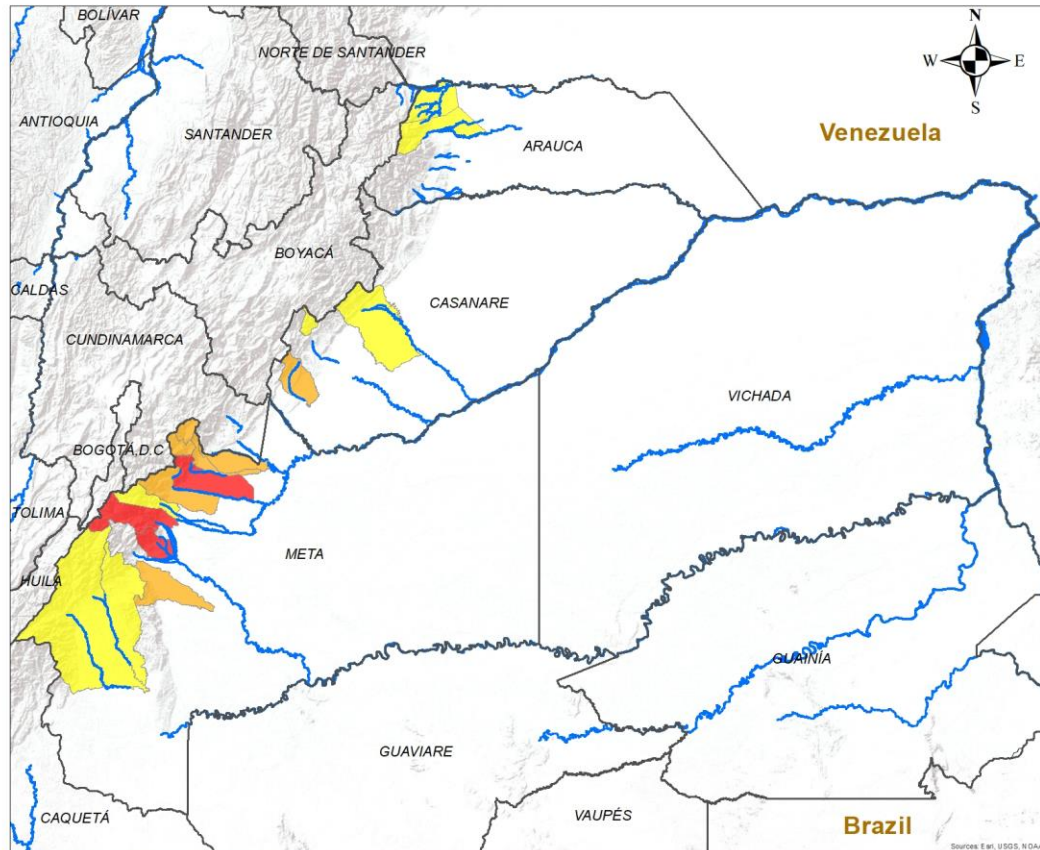 BOLÍVAR
NORTE DE SANTANDER
N
W
E
S
ANTIOQUIA
SANTANDER
ARAUCA
Venezuela
BOYACÁ
CALDAS
CASANARE
CUNDINAMARCA
VICHADA
BOGOTÁ,D.C
TOLIMA
META
HUILA
GUAINÍA
GUAVIARE
CAQUETÁ
VAUPÉS
Brazil
Sources: Esri, USGS, NOAA